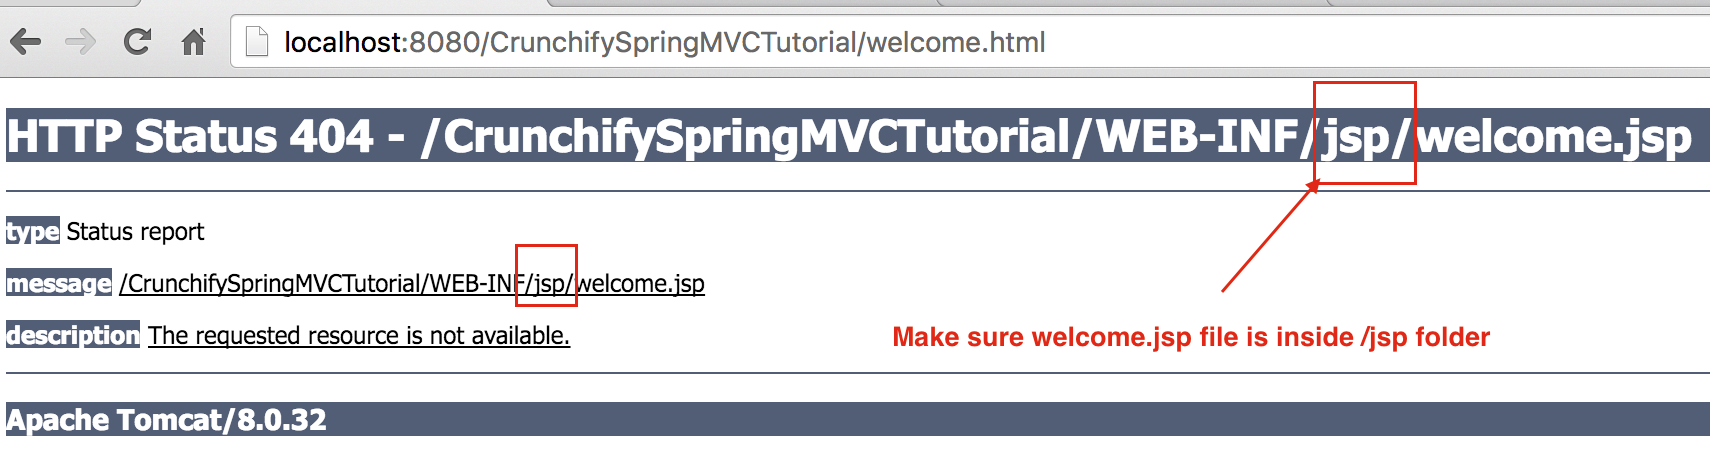 localhost:8080/CrunchifySpringMVCTutorial/welcome.html
HTTP Status 404 - /CrunchifySpringMVCTutorial/WEB-INF/jsp/welcome.jsp
type Status report
message /CrunchifySpringMVCTutorial/WEB-INF/jsp/welcome.jsp
description The requested resource is not available.
Make sure welcome.jsp file is inside /jsp folder
Apache Tomcat/8.0.32